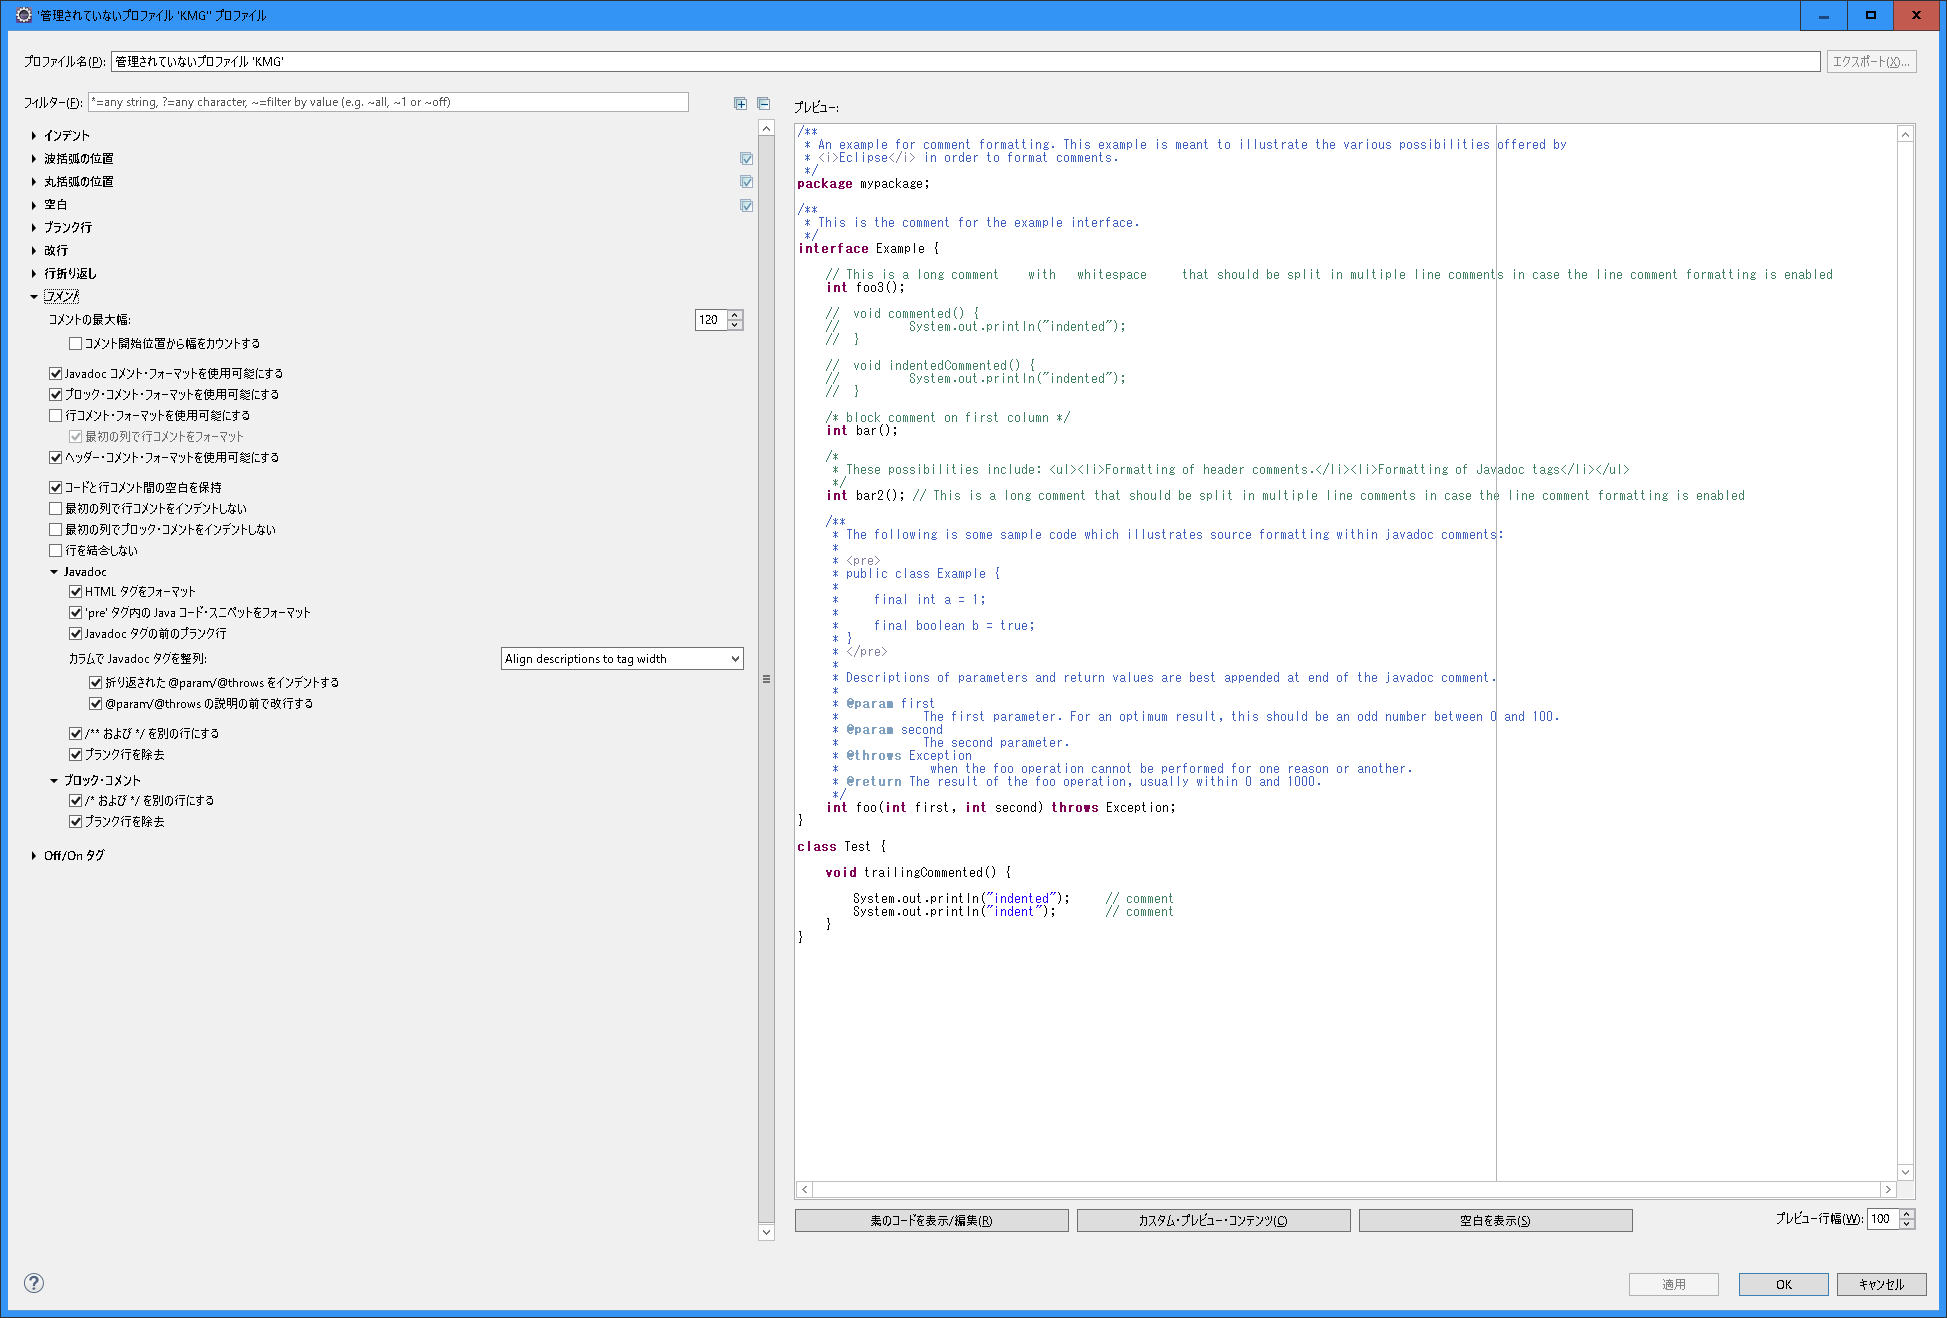 '管理されていないプロファイル 'KMG'' プロファイル
プロファイル名(P): 管理されていないプロファイル 'KMG' エクスポート(X)...
フィルター(F): *=any string, ?=any character, ~=filter by value (e.g. ~all, ~1 or ~off)
インデント
波括弧の位置
丸括弧の位置
空白
ブランク行
改行
行折り返し
コメント
コメントの最大幅: 120
コメント開始位置から幅をカウントする
Javadoc コメント・フォーマットを使用可能にする
ブロック・コメント・フォーマットを使用可能にする
行コメント・フォーマットを使用可能にする
最初の列で行コメントをフォーマット
ヘッダー・コメント・フォーマットを使用可能にする
コードと行コメント間の空白を保持
最初の列で行コメントをインデントしない
最初の列でブロック・コメントをインデントしない
行を結合しない
Javadoc
HTML タグをフォーマット
'pre' タグ内の Java コード・スニペットをフォーマット
Javadoc タグの前のブランク行
カラムで Javadoc タグを整列: Align descriptions to tag width
折り返された @param/@throws をインデントする
@param/@throws の説明の前で改行する
/** および */ を別の行にする
ブランク行を除去
ブロック・コメント
/* および */ を別の行にする
ブランク行を除去
Off/On タグ
プレビュー:
/**
* An example for comment formatting. This example is meant to illustrate the various possibilities offered by
* <i>Eclipse</i> in order to format comments.
*/
package mypackage;
/**
* This is the comment for the example interface.
*/
interface Example {
// This is a long comment    with   whitespace     that should be split in multiple line comments in case the line comment formatting is enabled
int foo3();
//  void commented() {
//          System.out.println("indented");
//  }
//  void indentedCommented() {
//          System.out.println("indented");
//  }
/* block comment on first column */
int bar();
/*
* These possibilities include: <ul><li>Formatting of header comments.</li><li>Formatting of Javadoc tags</li></ul>
*/
int bar2(); // This is a long comment that should be split in multiple line comments in case the line comment formatting is enabled
/**
* The following is some sample code which illustrates source formatting within javadoc comments:
*
* <pre>
* public class Example {
*
*     final int a = 1;
*
*     final boolean b = true;
* }
* </pre>
*
* Descriptions of parameters and return values are best appended at end of the javadoc comment.
*
* @param first
*            The first parameter. For an optimum result, this should be an odd number between 0 and 100.
* @param second
*            The second parameter.
* @throws Exception
*             when the foo operation cannot be performed for one reason or another.
* @return The result of the foo operation, usually within 0 and 1000.
*/
int foo(int first, int second) throws Exception;
}
class Test {
void trailingCommented() {
System.out.println("indented");     // comment
System.out.println("indent");       // comment
}
}
素のコードを表示/編集(R) カスタム・プレビュー・コンテンツ(C) 空白を表示(S) プレビュー行幅(W): 100
? 適用 OK キャンセル